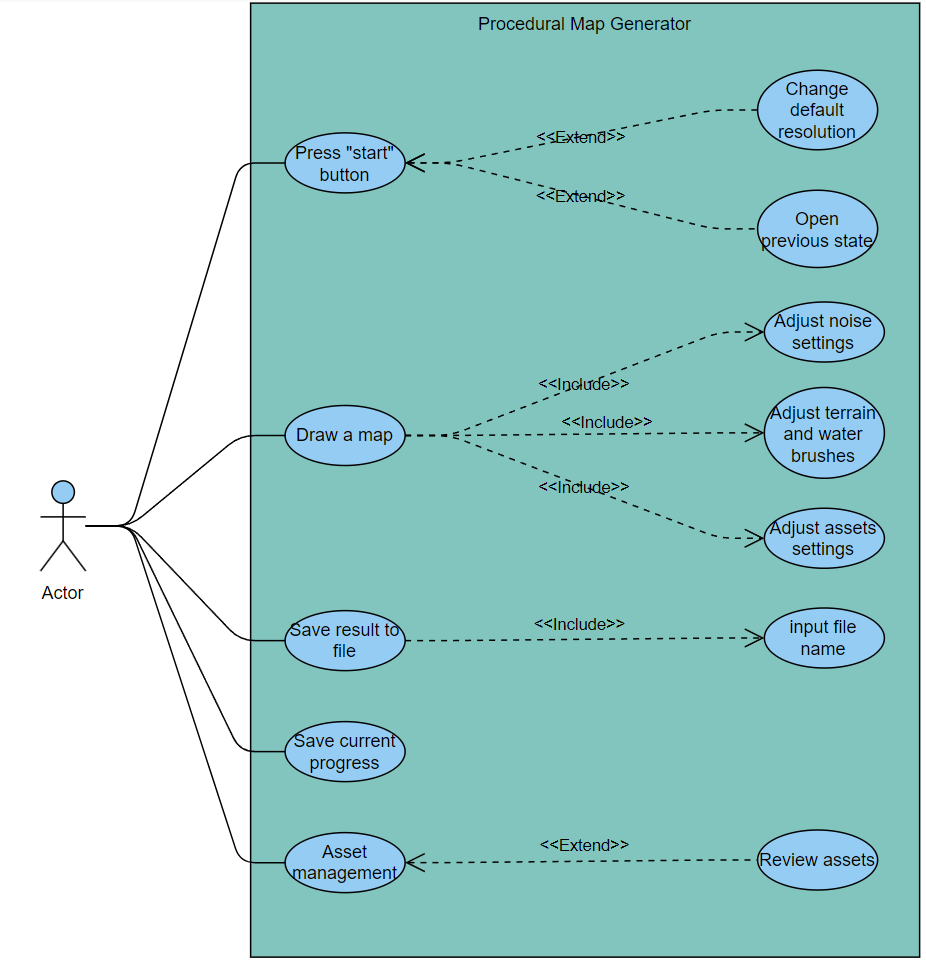 Procedural Map Generator
Change
default
resolution
<<Extend>>
Press "start"
button
<<Extend>>
Open
previous state
Adjust noise
settings
<<Include>>
Draw a map
<<Include>>
Adjust terrain
and water
brushes
<<Include>>
Adjust assets
settings
Actor
Save result to
file
<<Include>>
input file
name
Save current
progress
Asset
management
<<Extend>>
Review assets